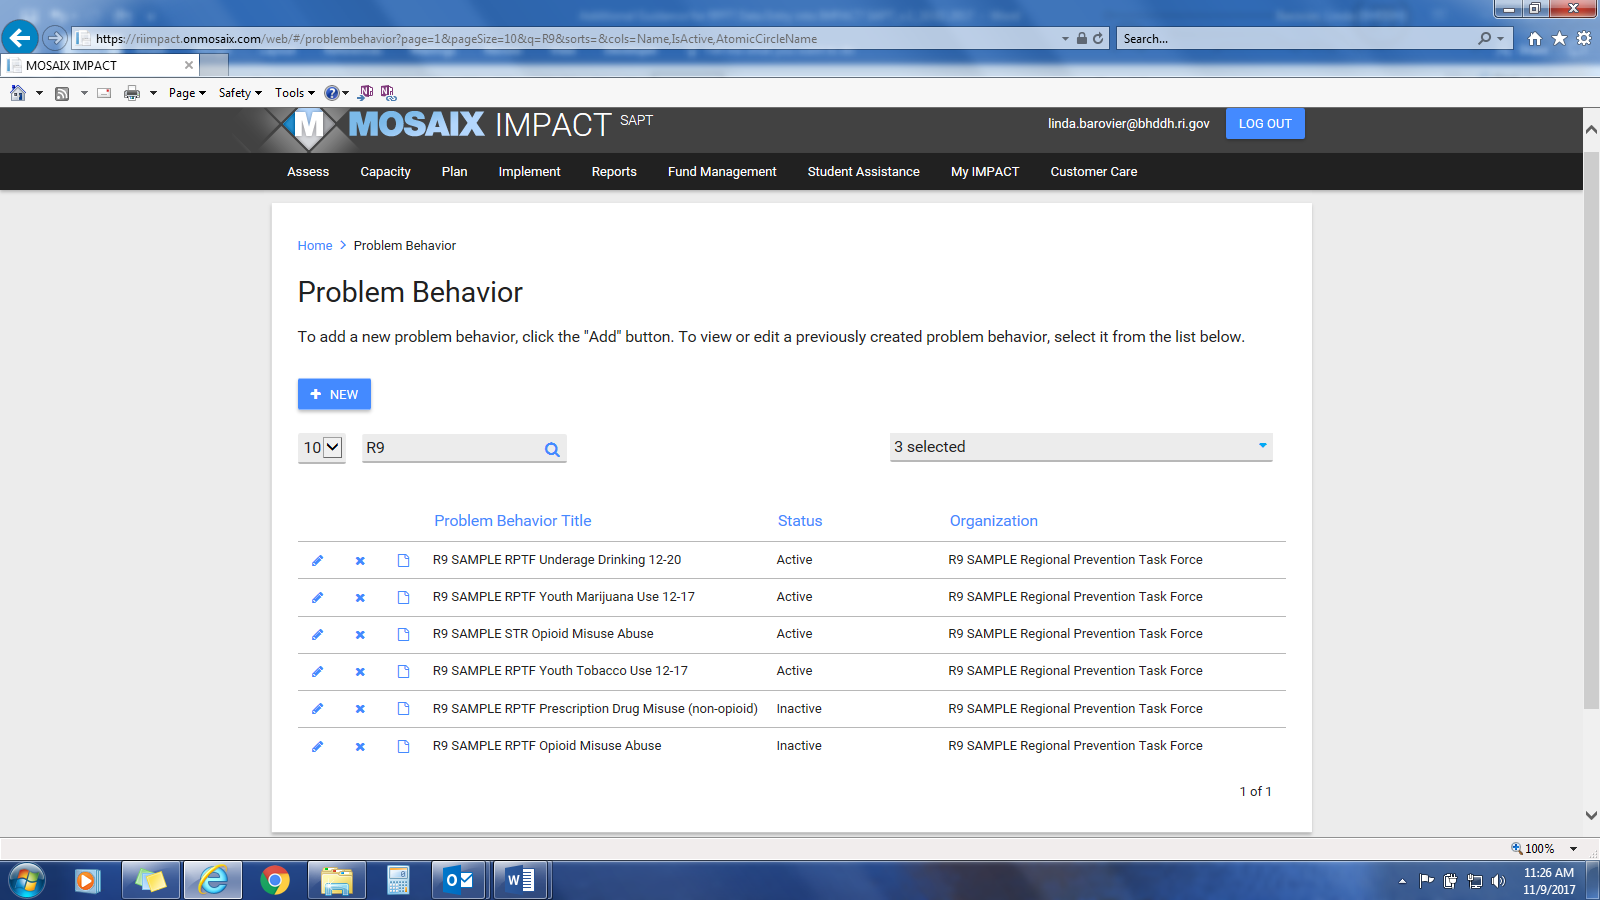 https://riimpact.onmosaix.com/web/#/problembehavior?page=1&pageSize=10&q=R9&sorts=&cols=Name,IsActive,AtomicCircleName
Search...
MOSAIX IMPACT
Page Safety Tools
MOSAIX IMPACT SAPT
linda.barovier@bhddh.ri.gov LOG OUT
Assess Capacity Plan Implement Reports Fund Management Student Assistance My IMPACT Customer Care
Home > Problem Behavior
Problem Behavior
To add a new problem behavior, click the "Add" button. To view or edit a previously created problem behavior, select it from the list below.
+ NEW
10 R9 3 selected
Problem Behavior Title Status Organization
R9 SAMPLE RPTF Underage Drinking 12-20 Active R9 SAMPLE Regional Prevention Task Force
R9 SAMPLE RPTF Youth Marijuana Use 12-17 Active R9 SAMPLE Regional Prevention Task Force
R9 SAMPLE STR Opioid Misuse Abuse Active R9 SAMPLE Regional Prevention Task Force
R9 SAMPLE RPTF Youth Tobacco Use 12-17 Active R9 SAMPLE Regional Prevention Task Force
R9 SAMPLE RPTF Prescription Drug Misuse (non-opioid) Inactive R9 SAMPLE Regional Prevention Task Force
R9 SAMPLE RPTF Opioid Misuse Abuse Inactive R9 SAMPLE Regional Prevention Task Force
1 of 1
100%
11:26 AM
11/9/2017